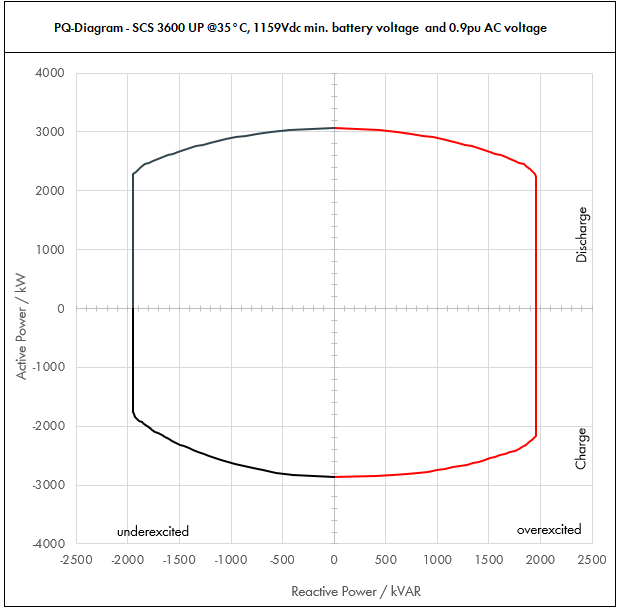 PQ-Diagram - SCS 3600 UP @35°C, 1159Vdc min. battery voltage and 0.9pu AC voltage
4000
3000
2000
1000
0
-1000
-2000
-3000
-4000
Active Power / kW
Discharge
Charge
underexcited
overexcited
-2500 -2000 -1500 -1000 -500 0 500 1000 1500 2000 2500
Reactive Power / kVAR